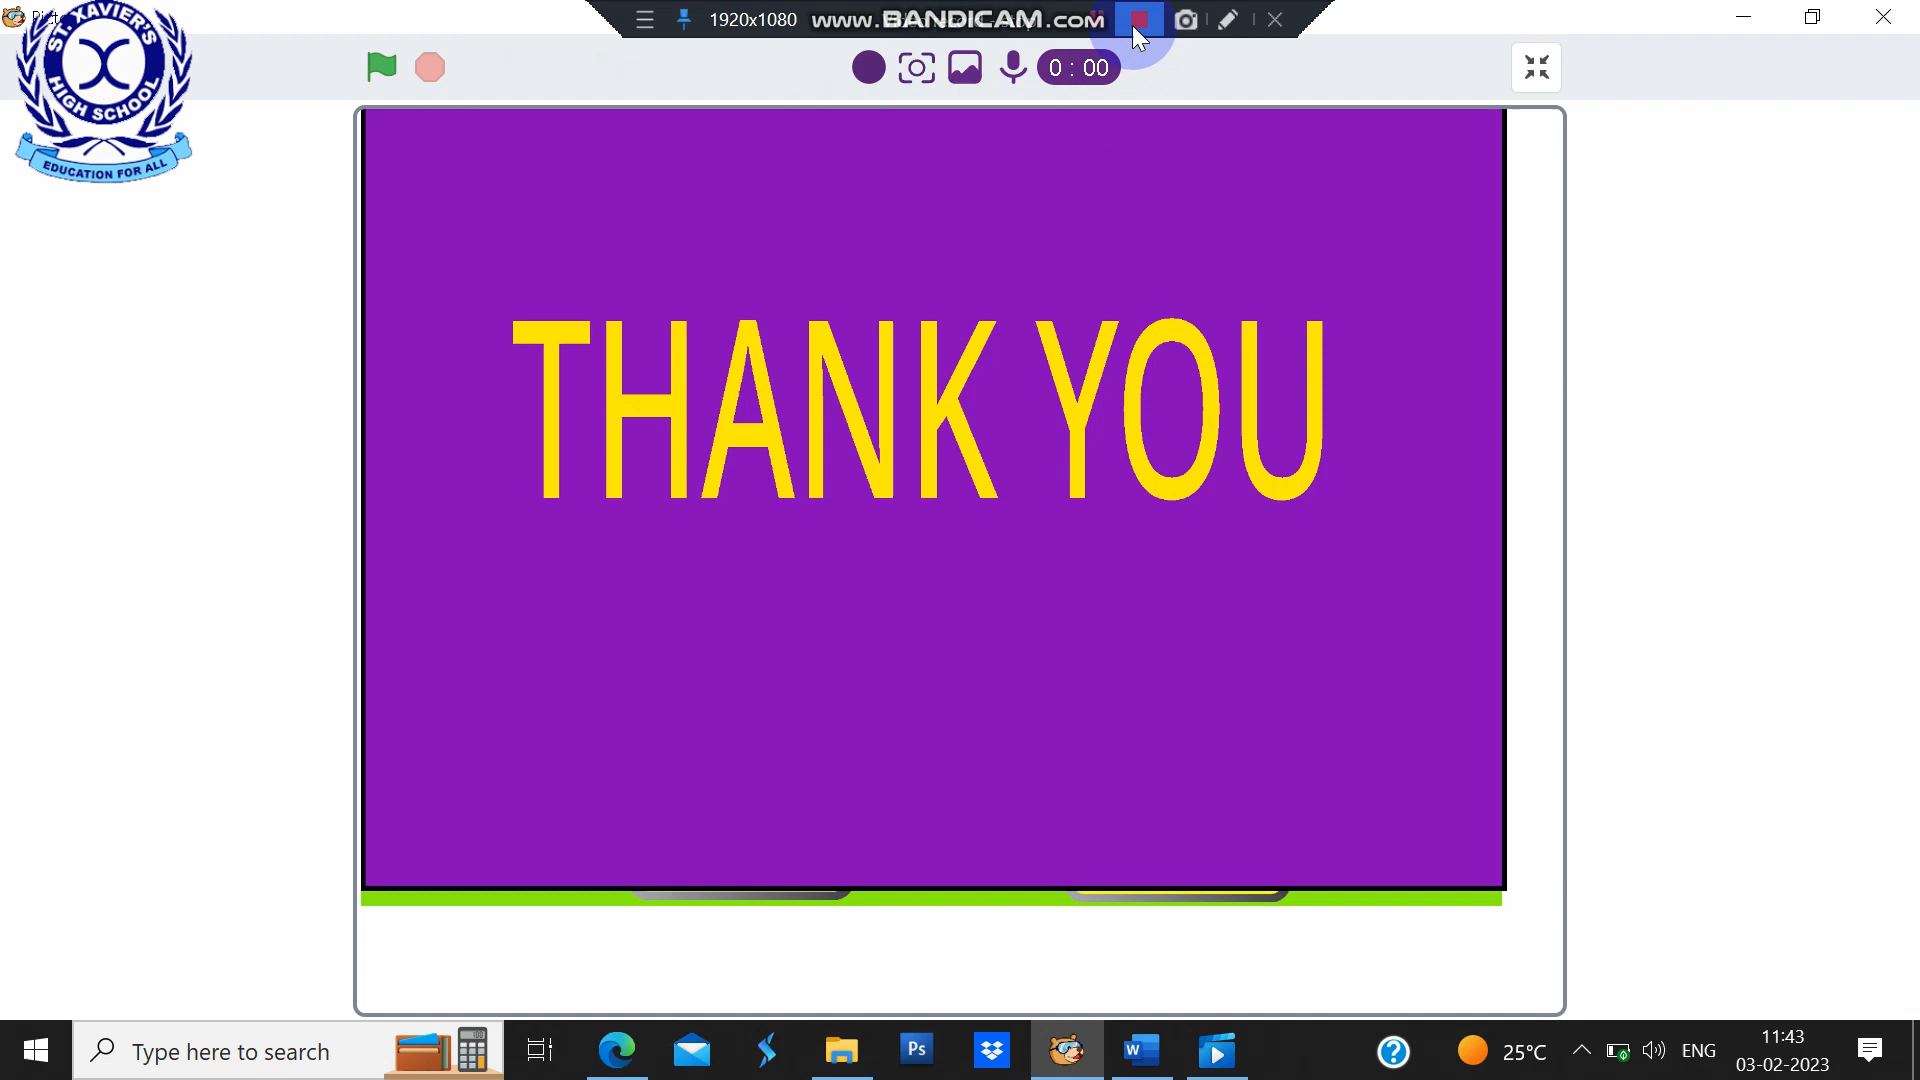 1920x1080
www.BANDICAM.com
ST. XAVIER'S
HIGH SCHOOL
EDUCATION FOR ALL
0 : 00
THANK YOU
Type here to search
Ps
W
25°C
ENG
11:43
03-02-2023